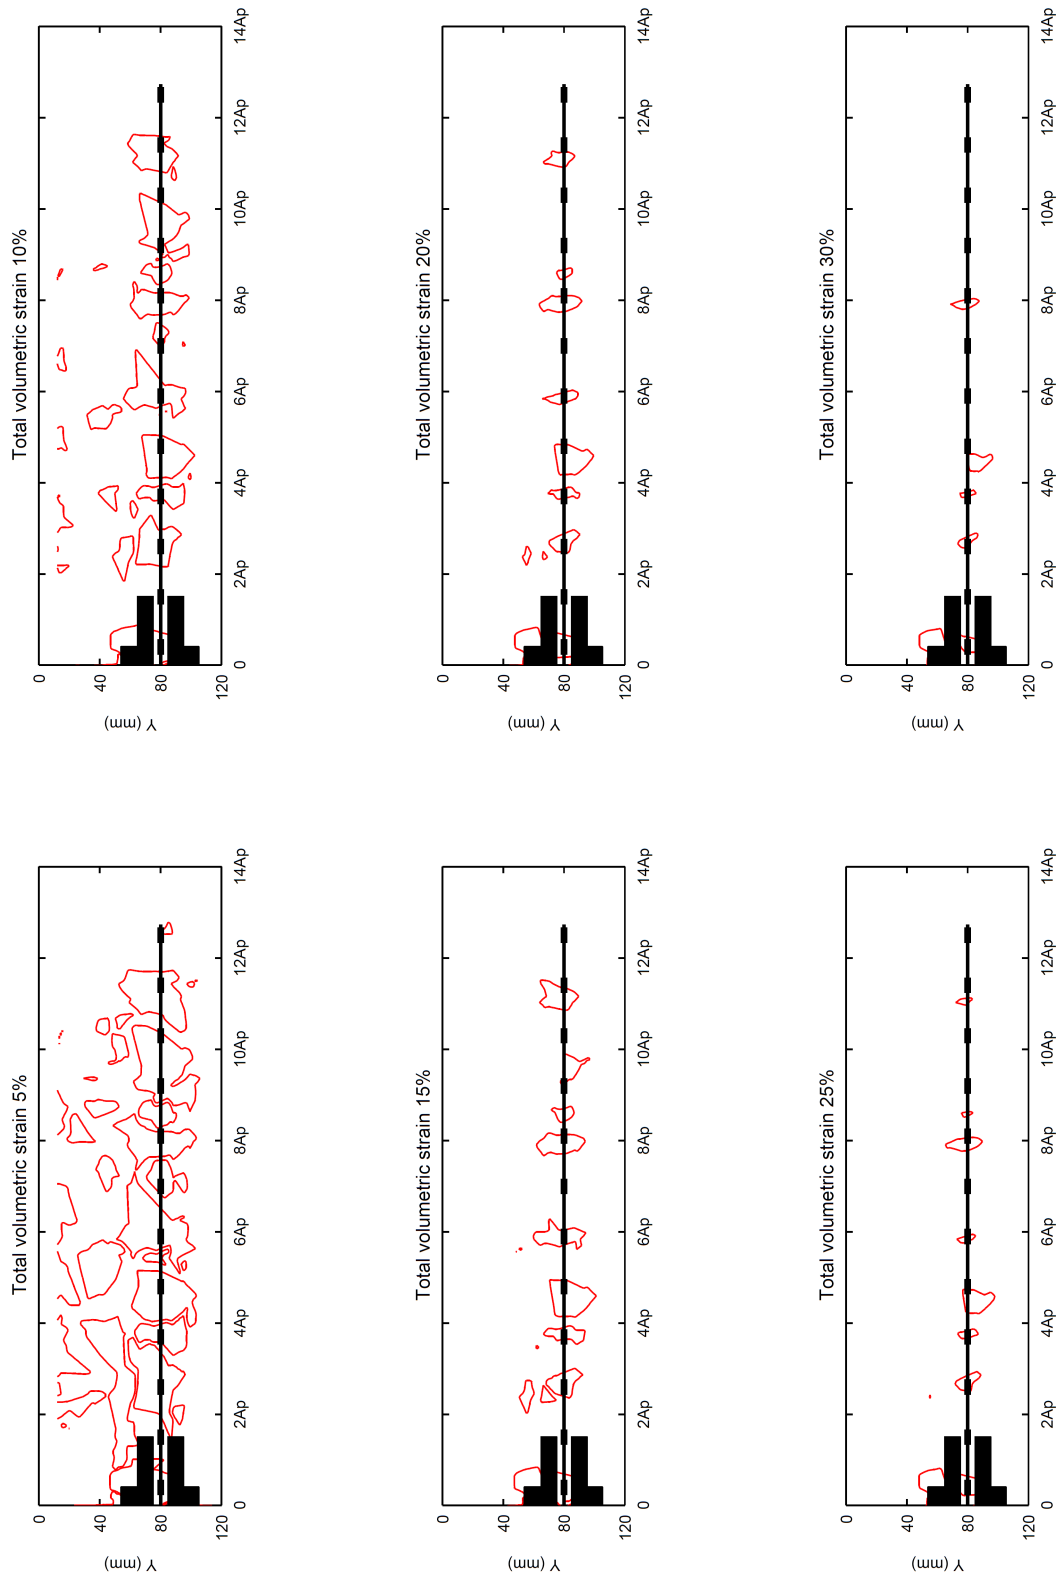 Total volumetric strain 5%
Y (mm)
0
40
80
120
0 2Ap 4Ap 6Ap 8Ap 10Ap 12Ap 14Ap
Total volumetric strain 10%
Y (mm)
0
40
80
120
0 2Ap 4Ap 6Ap 8Ap 10Ap 12Ap 14Ap
Total volumetric strain 15%
Y (mm)
0
40
80
120
0 2Ap 4Ap 6Ap 8Ap 10Ap 12Ap 14Ap
Total volumetric strain 20%
Y (mm)
0
40
80
120
0 2Ap 4Ap 6Ap 8Ap 10Ap 12Ap 14Ap
Total volumetric strain 25%
Y (mm)
0
40
80
120
0 2Ap 4Ap 6Ap 8Ap 10Ap 12Ap 14Ap
Total volumetric strain 30%
Y (mm)
0
40
80
120
0 2Ap 4Ap 6Ap 8Ap 10Ap 12Ap 14Ap